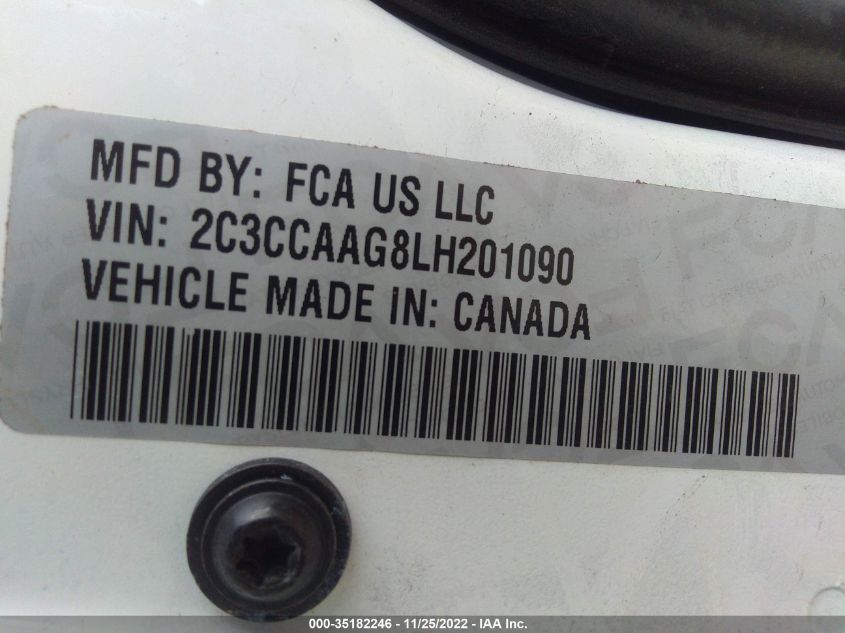 MFD BY: FCA US LLC
VIN: 2C3CCAAG8LH201090
VEHICLE MADE IN: CANADA
000-35182246 - 11/25/2022 - IAA Inc.